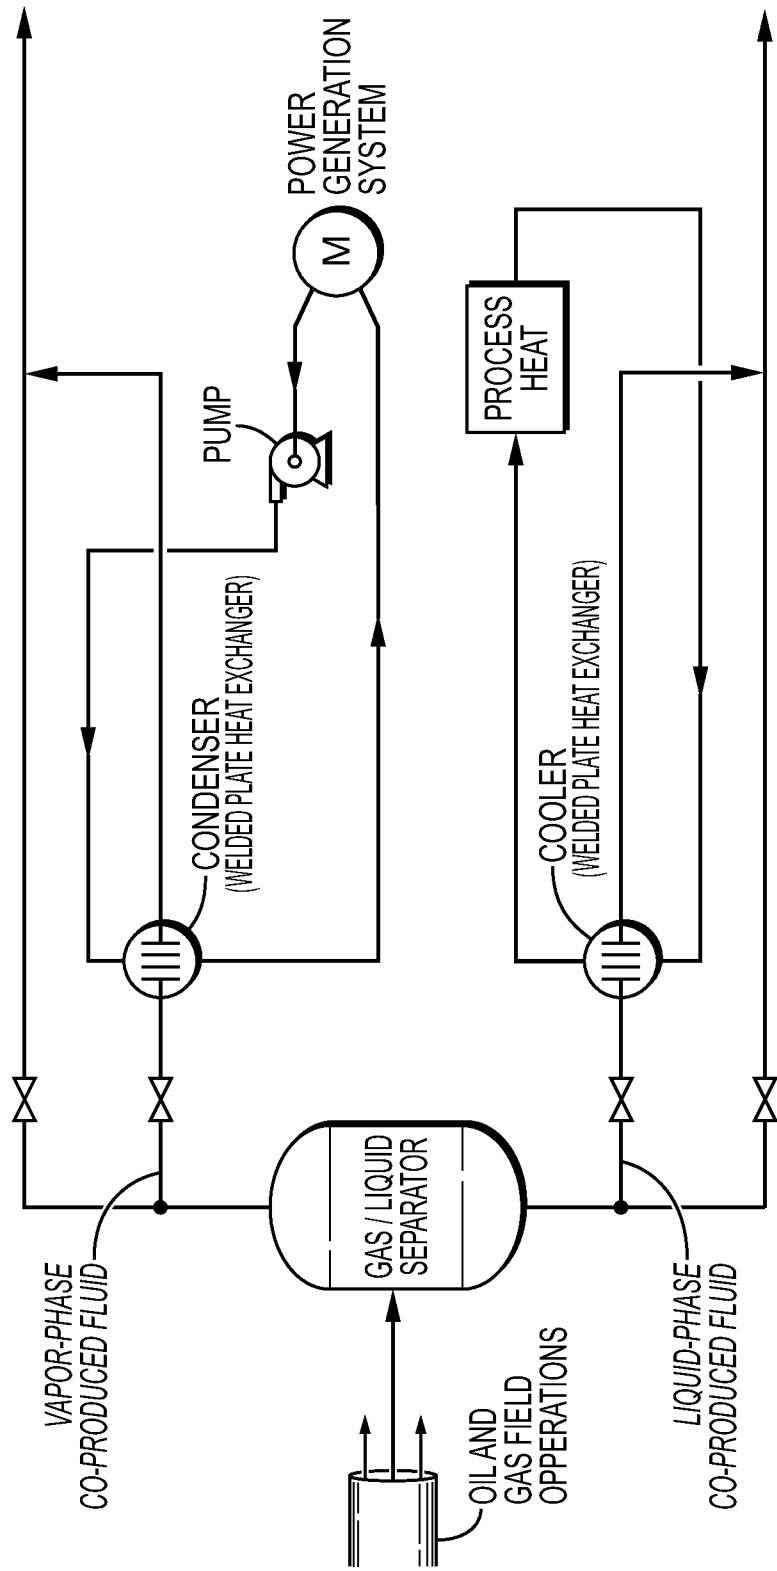 VAPOR-PHASE
CO-PRODUCED FLUID
CONDENSER
(WELDED PLATE HEAT EXCHANGER)
PUMP
POWER
GENERATION
SYSTEM
M
OIL AND
GAS FIELD
OPPERATIONS
GAS / LIQUID
SEPARATOR
PROCESS
HEAT
COOLER
(WELDED PLATE HEAT EXCHANGER)
LIQUID-PHASE
CO-PRODUCED FLUID